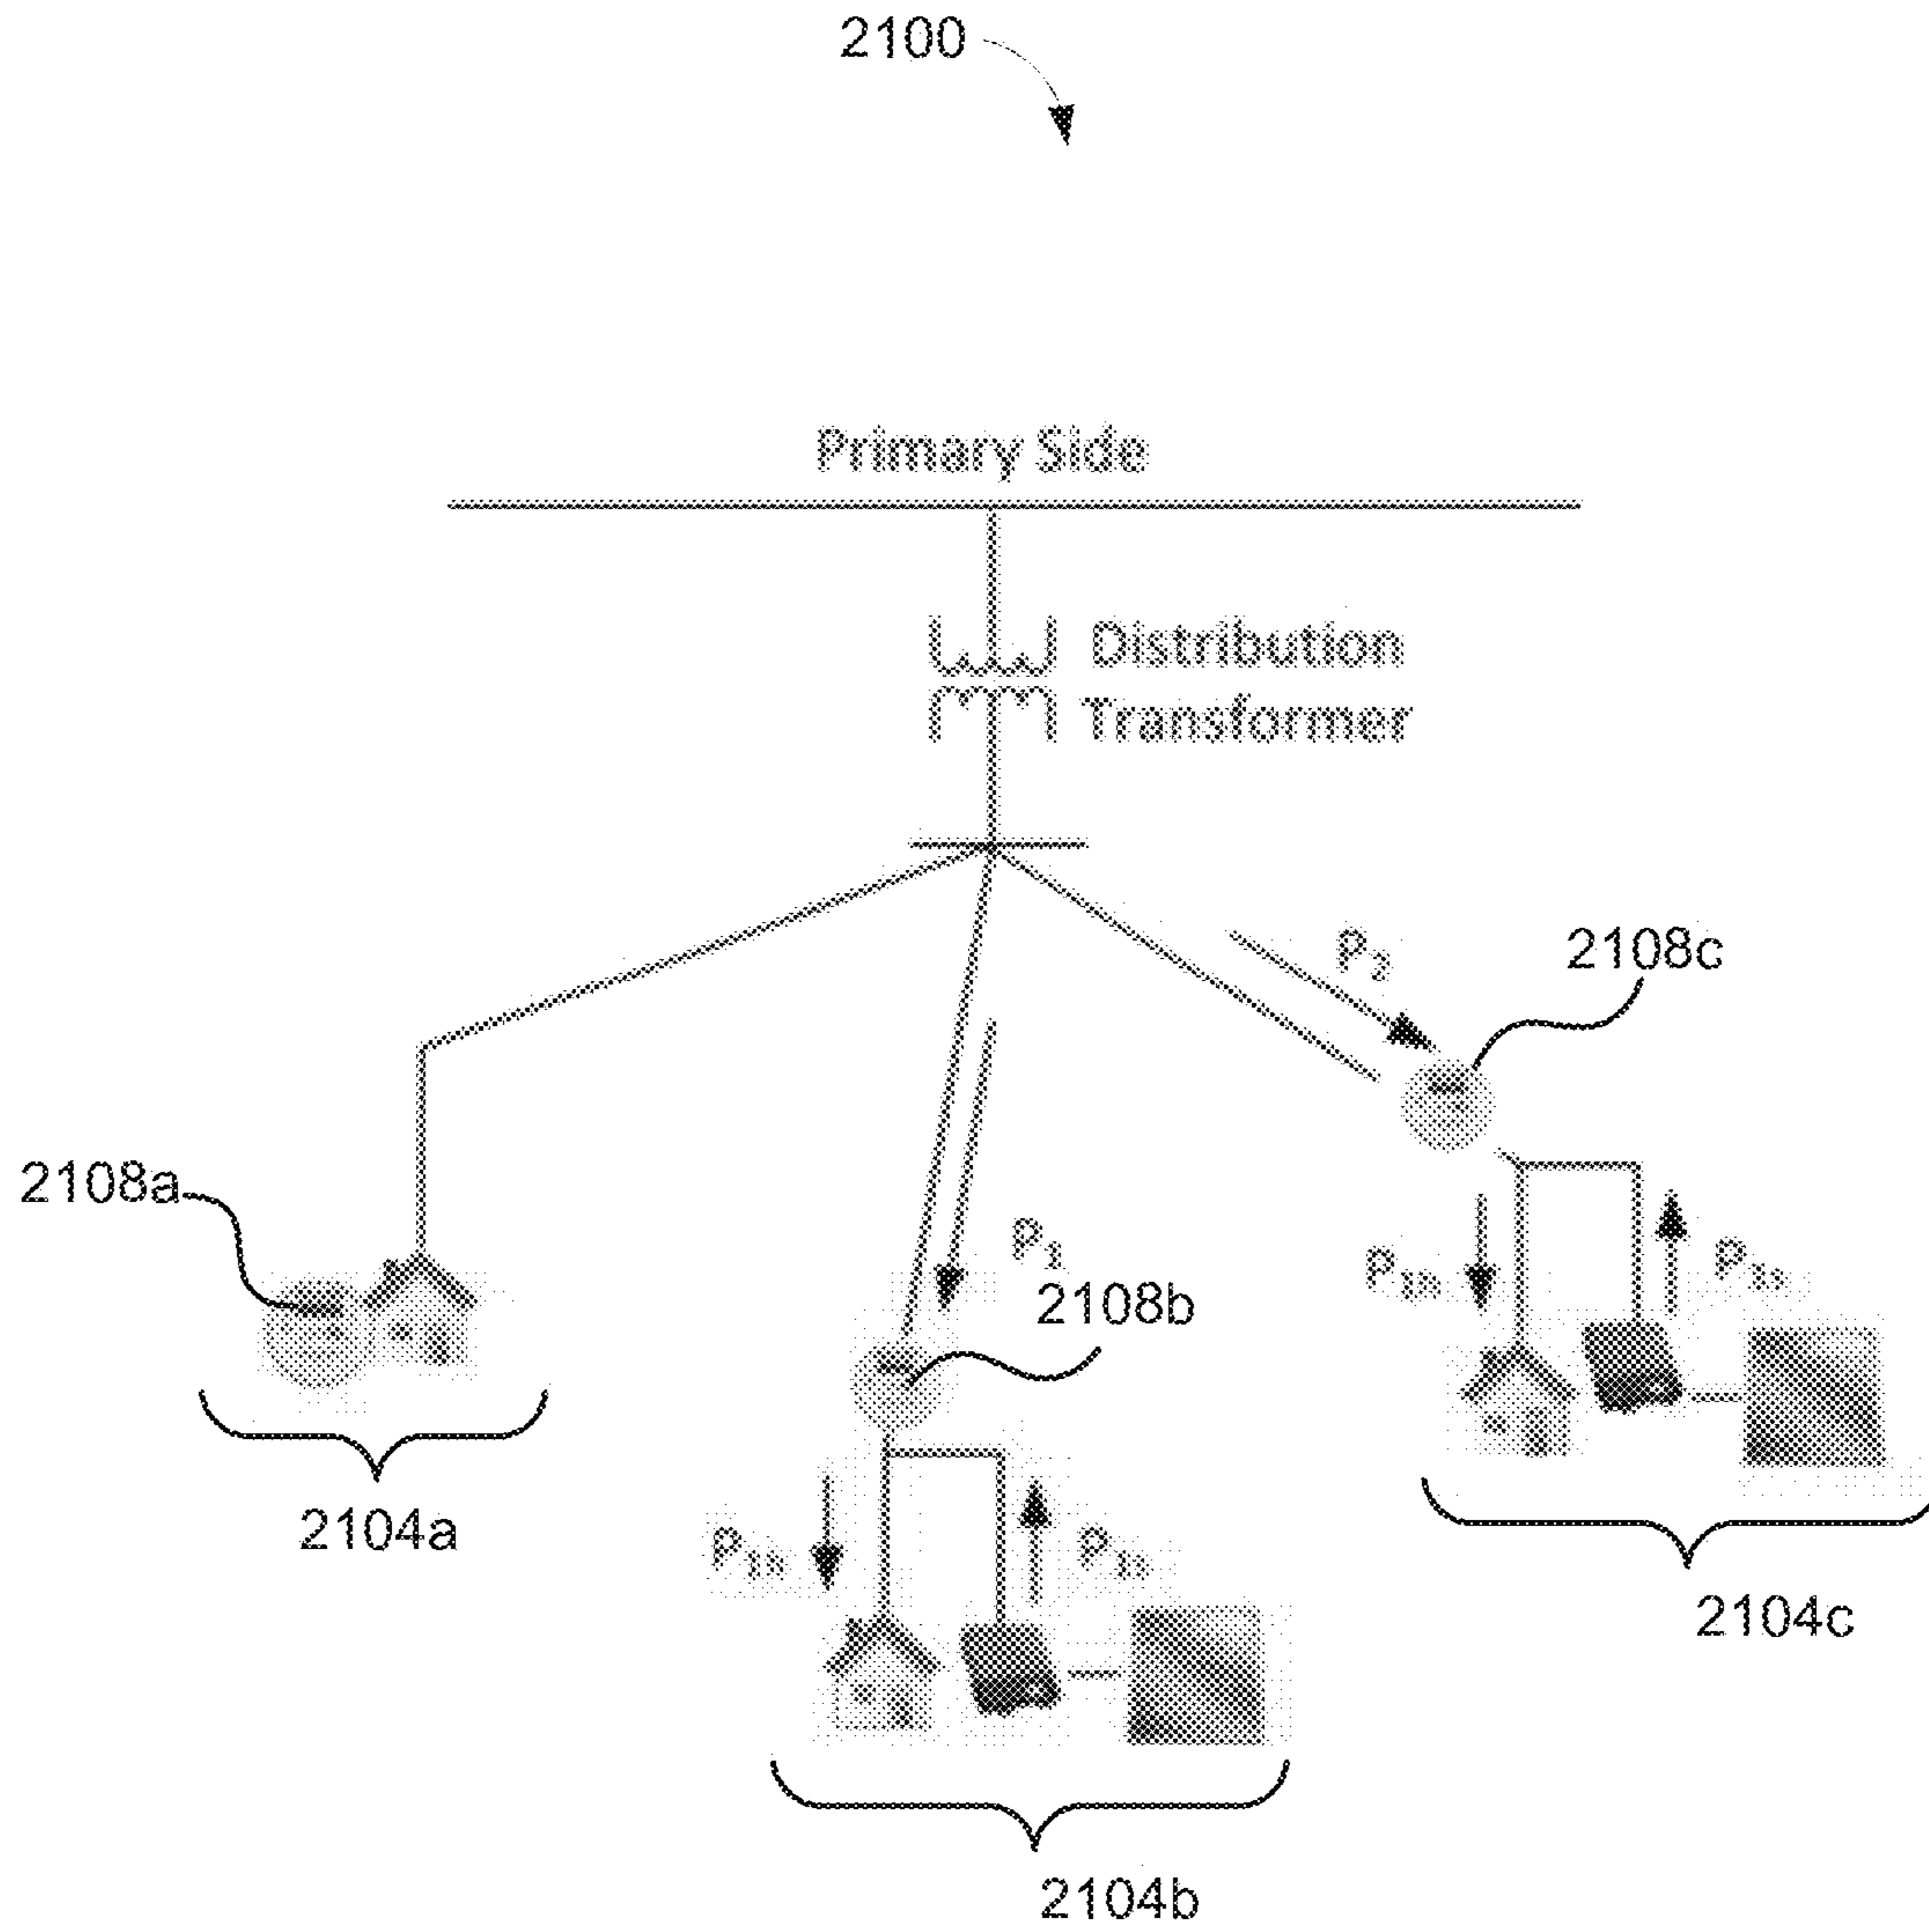 2100
Primary Side
Distribution
Transformer
P2
2108c
2108a
P1
2108b
2104a
2104c
2104b